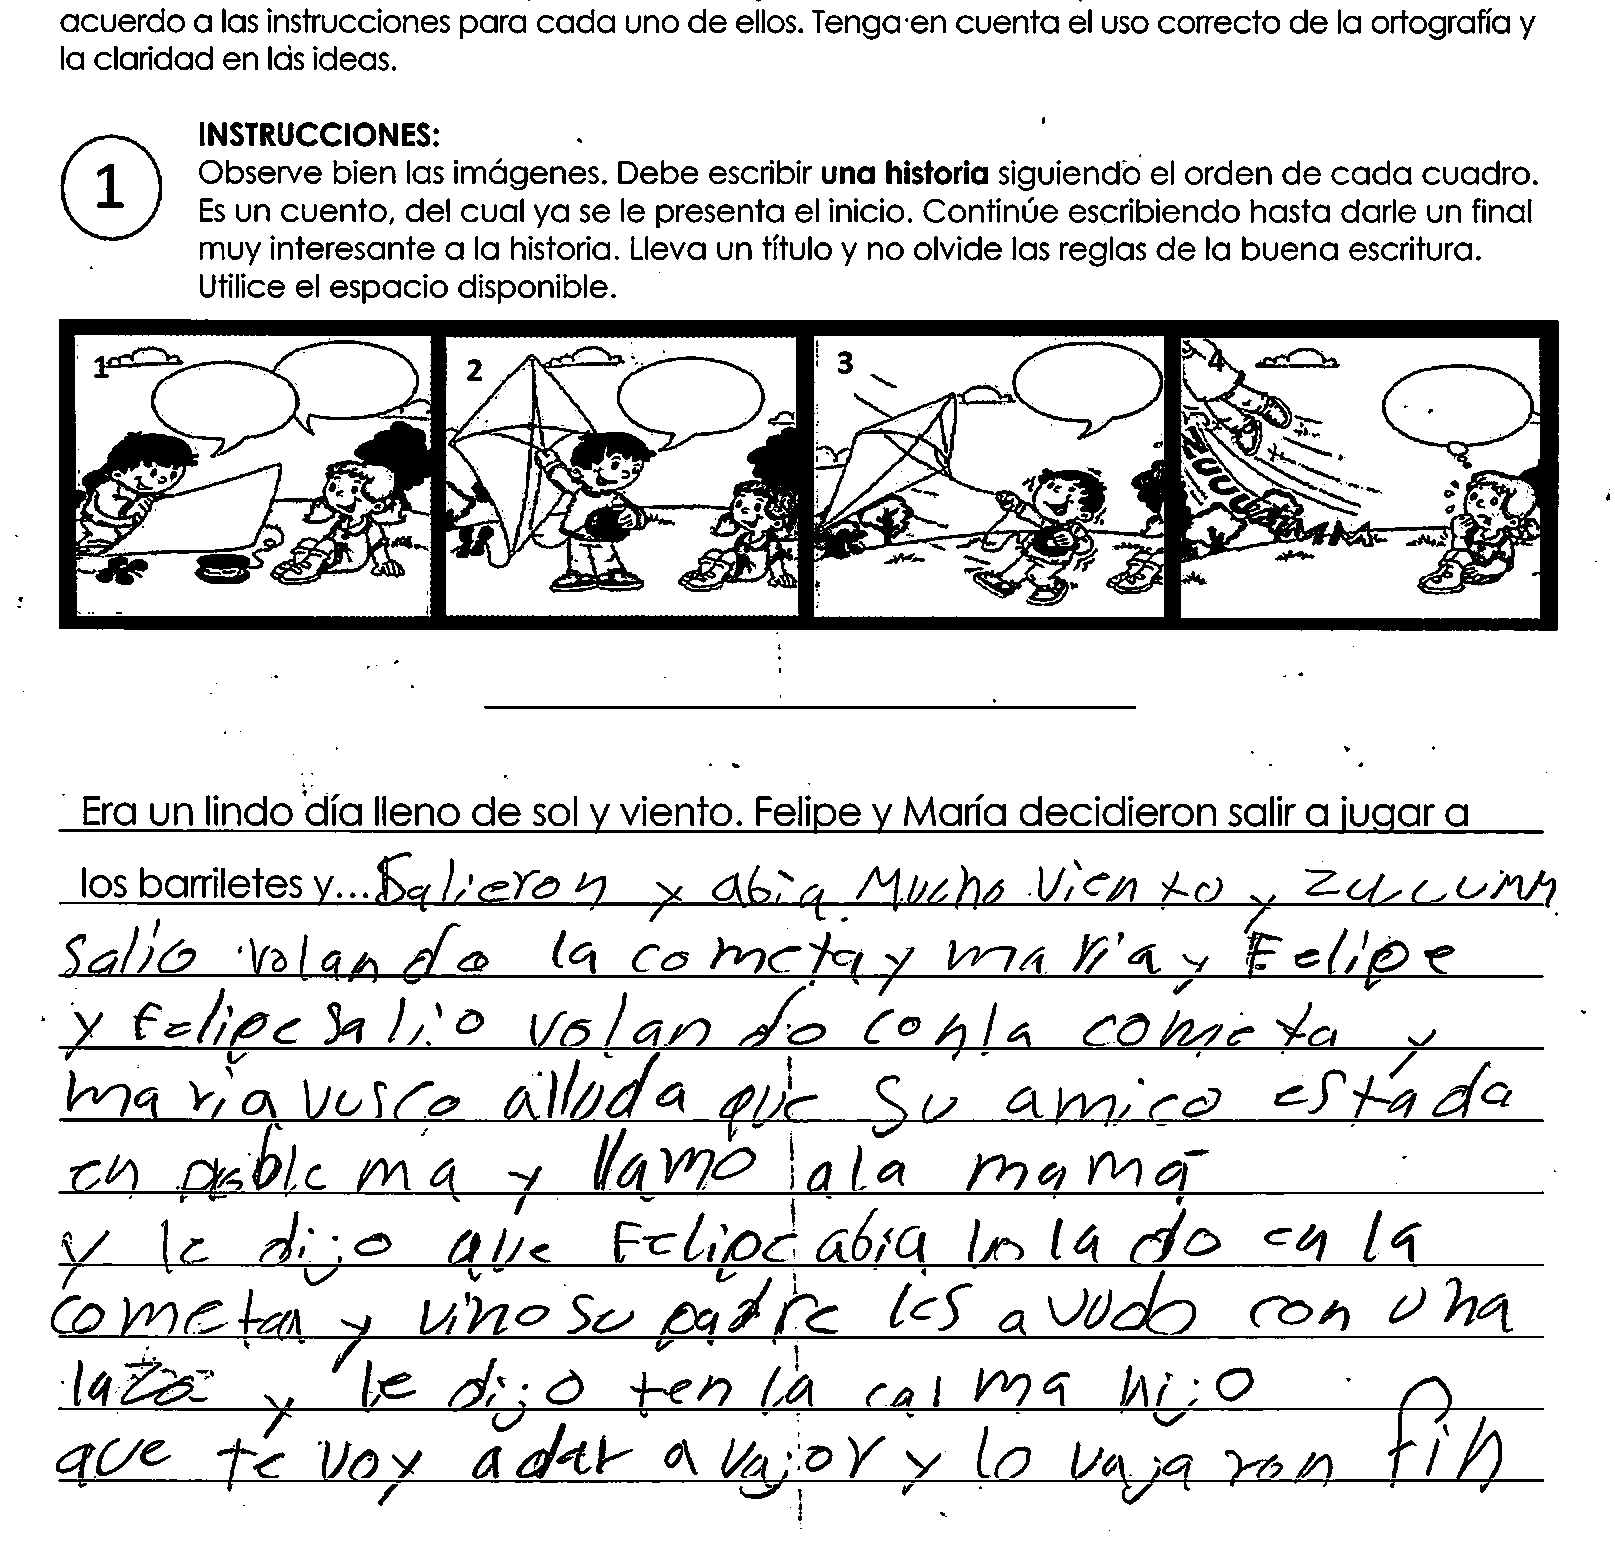 acuerdo a las instrucciones para cada uno de ellos. Tenga en cuenta el uso correcto de la ortografía y
la claridad en las ideas.
1
INSTRUCCIONES:
Observe bien las imágenes. Debe escribir una historia siguiendo el orden de cada cuadro.
Es un cuento, del cual ya se le presenta el inicio. Continúe escribiendo hasta darle un final
muy interesante a la historia. Lleva un título y no olvide las reglas de la buena escritura.
Utilice el espacio disponible.
1 2 3 4
Era un lindo día lleno de sol y viento. Felipe y María decidieron salir a jugar a
los barriletes y... Salieron y abia Mucho viento y
salio volando la cometa y maria y Felipe
y Felipe salio volando con la cometa y
maria vusco alluda que su amico estada
en problema y llamo a la mamá
y le dijo que Felipe abia lado en la
cometan y vino su padre les avudo con una
lazo y le dijo ten la calma hijo
que te voy a dar a vajor y lo vajaron fin